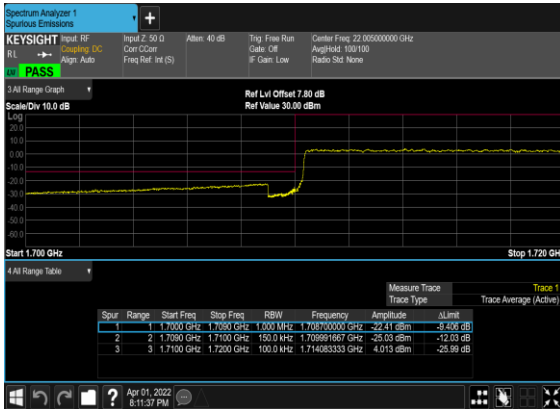 Spectrum Analyzer 1
Spurious Emissions
+
KEYSIGHT Input: RF Input Z: 50 Ω Atten: 40 dB Trig: Free Run Center Freq: 22.005000000 GHz
RL Coupling: DC Corr CCorr Gate: Off Avg|Hold: 100/100
Align: Auto Freq Ref: Int (S) IF Gain: Low Radio Std: None
PASS
3 All Range Graph
Ref Lvl Offset 7.80 dB
Scale/Div 10.0 dB Ref Value 30.00 dBm
Log
20.0
10.0
0.00
-10.0
-20.0
-30.0
-40.0
-50.0
-60.0
Start 1.700 GHz Stop 1.720 GH
4 All Range Table
Measure Trace Trace 1
Trace Type Trace Average (Active)
Spur Range Start Freq Stop Freq RBW Frequency Amplitude ΔLimit
1 1 1.7000 GHz 1.7090 GHz 1.000 MHz 1.708700000 GHz -22.41 dBm -9.406 dB
2 2 1.7090 GHz 1.7100 GHz 150.0 kHz 1.709991667 GHz -25.03 dBm -12.03 dB
3 3 1.7100 GHz 1.7200 GHz 100.0 kHz 1.714083333 GHz 4.013 dBm -25.99 dB
?
Apr 01, 2022
8:11:37 PM